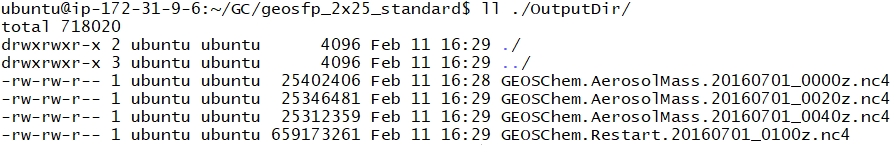 ubuntu@ip-172-31-9-6:~/GC/geosfp_2x25_standard$ ll ./OutputDir/
total 718020
drwxrwxr-x 2 ubuntu ubuntu      4096 Feb 11 16:29 ./
drwxrwxr-x 3 ubuntu ubuntu      4096 Feb 11 16:29 ../
-rw-rw-r-- 1 ubuntu ubuntu  25402406 Feb 11 16:28 GEOSChem.AerosolMass.20160701_0000z.nc4
-rw-rw-r-- 1 ubuntu ubuntu  25346481 Feb 11 16:29 GEOSChem.AerosolMass.20160701_0020z.nc4
-rw-rw-r-- 1 ubuntu ubuntu  25312359 Feb 11 16:29 GEOSChem.AerosolMass.20160701_0040z.nc4
-rw-rw-r-- 1 ubuntu ubuntu 659173261 Feb 11 16:29 GEOSChem.Restart.20160701_0100z.nc4